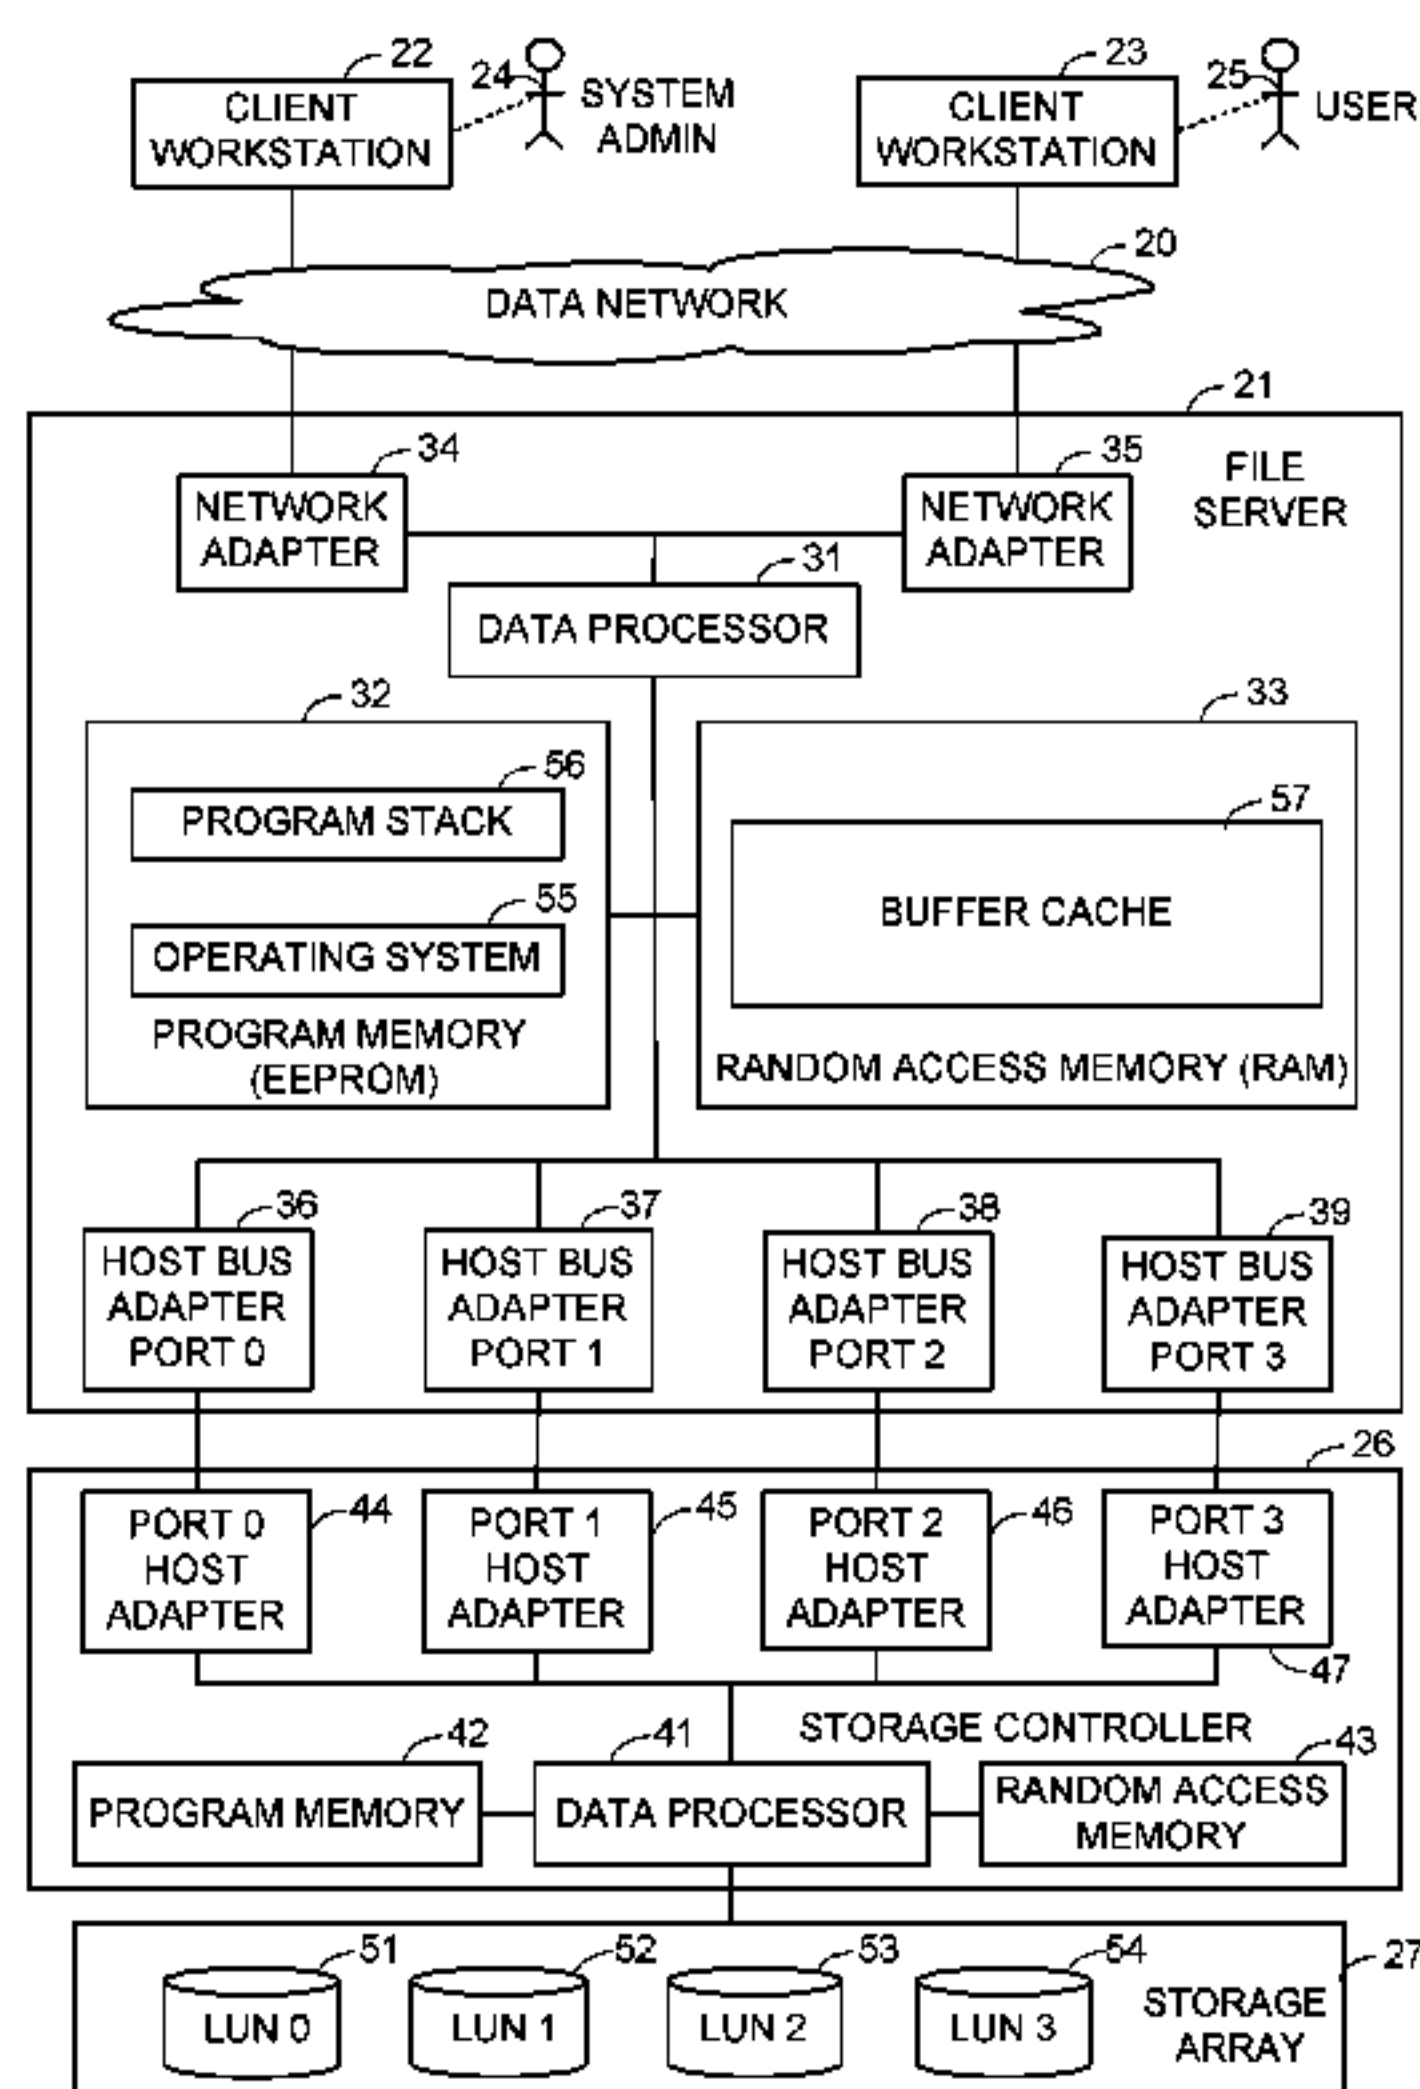 22
24
SYSTEM
ADMIN
CLIENT
WORKSTATION
23
25
USER
CLIENT
WORKSTATION
20
DATA NETWORK
21
FILE
SERVER
34
NETWORK
ADAPTER
35
NETWORK
ADAPTER
31
DATA PROCESSOR
32
56
PROGRAM STACK
55
OPERATING SYSTEM
PROGRAM MEMORY
(EEPROM)
33
57
BUFFER CACHE
RANDOM ACCESS MEMORY (RAM)
36
HOST BUS
ADAPTER
PORT 0
37
HOST BUS
ADAPTER
PORT 1
38
HOST BUS
ADAPTER
PORT 2
39
HOST BUS
ADAPTER
PORT 3
26
PORT 0
HOST
ADAPTER
44
PORT 1
HOST
ADAPTER
45
PORT 2
HOST
ADAPTER
46
PORT 3
HOST
ADAPTER
47
STORAGE CONTROLLER
42
PROGRAM MEMORY
41
DATA PROCESSOR
43
RANDOM ACCESS
MEMORY
27
51
LUN 0
52
LUN 1
53
LUN 2
54
LUN 3
STORAGE
ARRAY